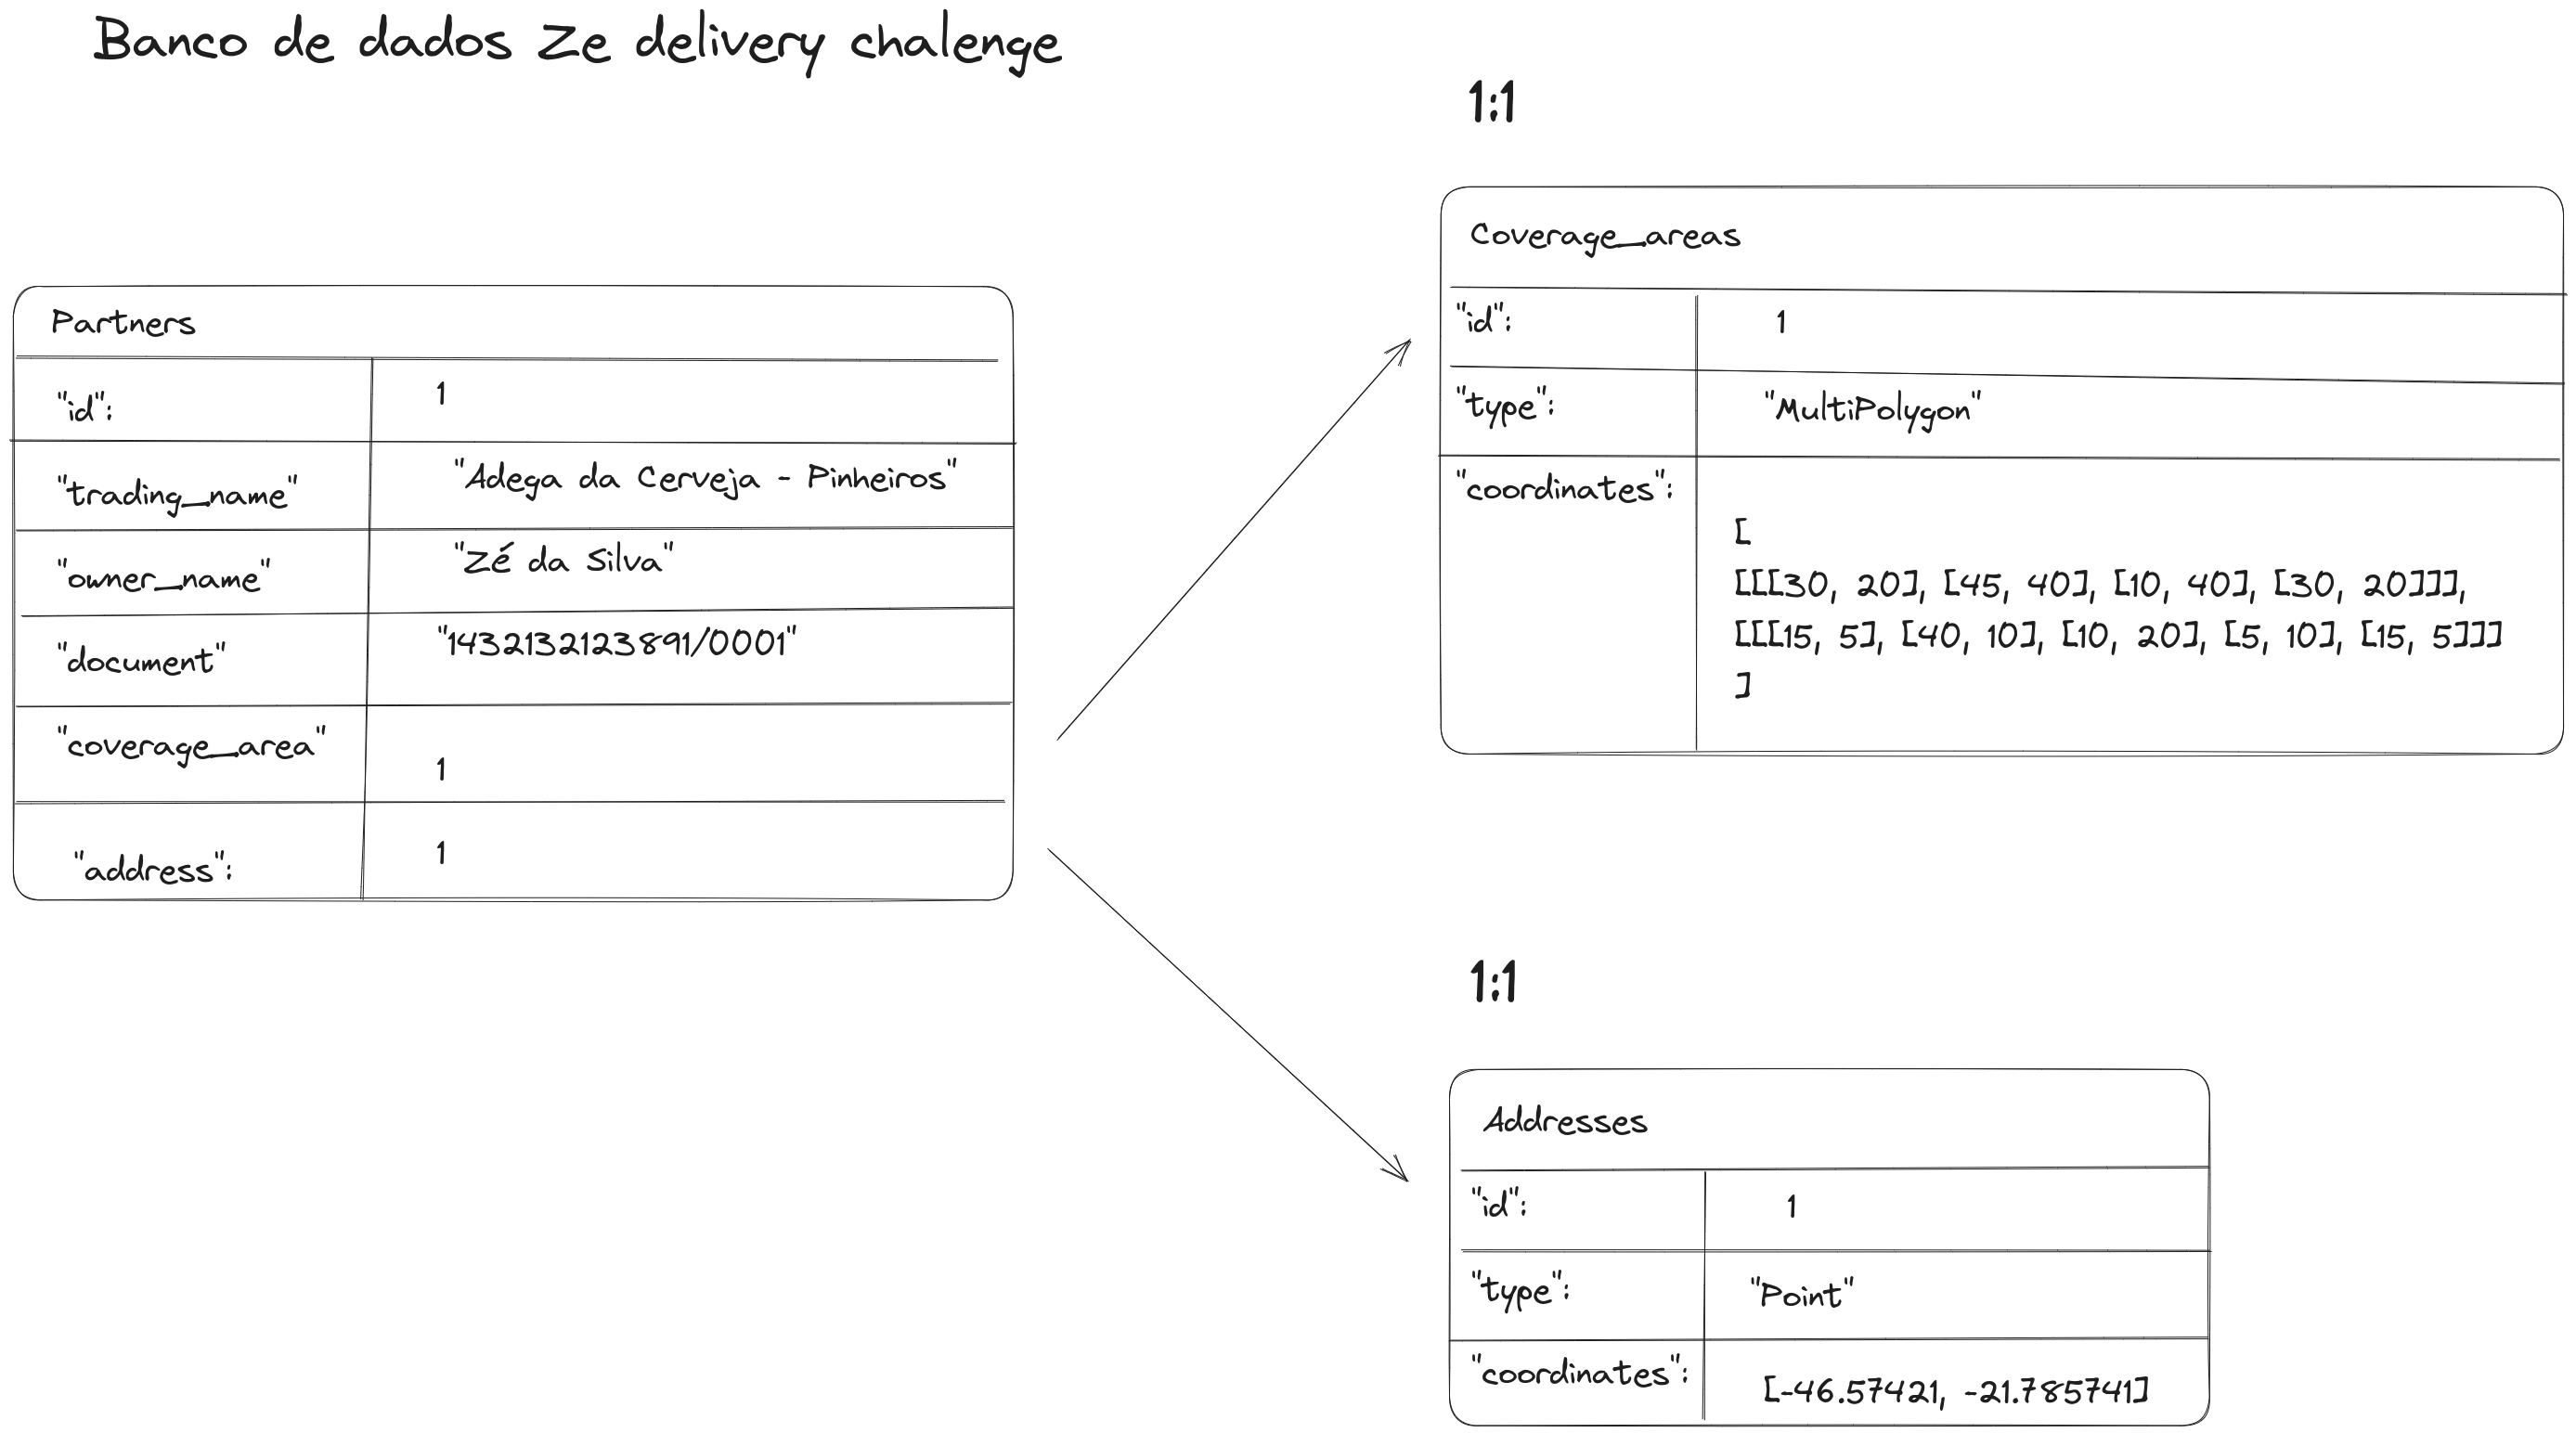 Banco de dados Ze delivery chalenge
Partners
"id": 1
"trading_name" "Adega da Cerveja - Pinheiros"
"owner_name" "Zé da Silva"
"document" "1432132123891/0001"
"coverage_area" 1
"address": 1
1:1
Coverage_areas
"id": 1
"type": "MultiPolygon"
"coordinates":
[
[[[30, 20], [45, 40], [10, 40], [30, 20]]],
[[[15, 5], [40, 10], [10, 20], [5, 10], [15, 5]]]
]
1:1
Addresses
"id": 1
"type": "Point"
"coordinates": [-46.57421, -21.785741]